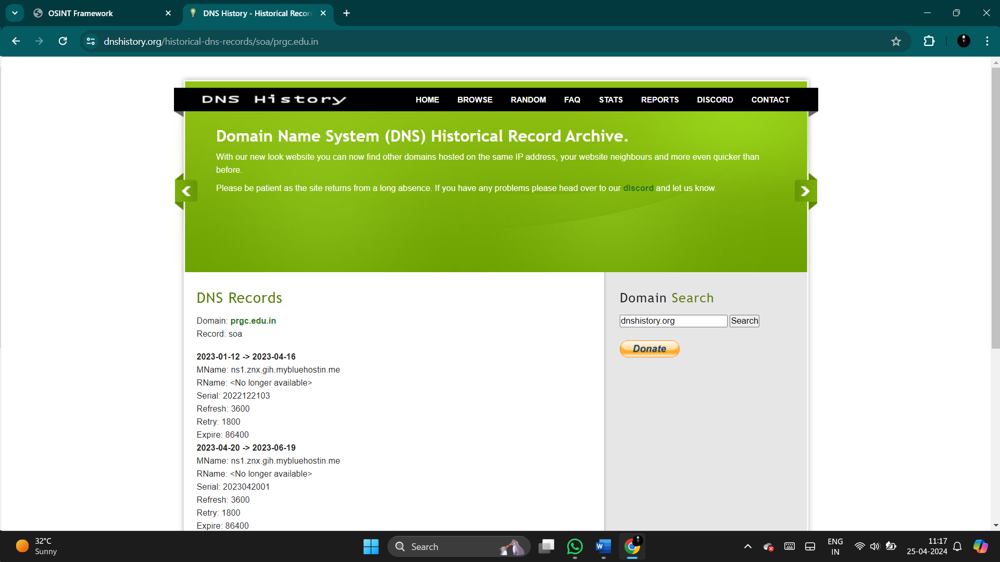 OSINT Framework
DNS History - Historical Recor
dnshistory.org/historical-dns-records/soa/prgc.edu.in
DNS History
HOME BROWSE RANDOM FAQ STATS REPORTS DISCORD CONTACT
Domain Name System (DNS) Historical Record Archive.
With our new look website you can now find other domains hosted on the same IP address, your website neighbours and more even quicker than
before.
Please be patient as the site returns from a long absence. If you have any problems please head over to our discord and let us know.
DNS Records
Domain: prgc.edu.in
Record: soa
2023-01-12 -> 2023-04-16
MName: ns1.znx.gih.mybluehostin.me
RName: <No longer available>
Serial: 2022122103
Refresh: 3600
Retry: 1800
Expire: 86400
2023-04-20 -> 2023-06-19
MName: ns1.znx.gih.mybluehostin.me
RName: <No longer available>
Serial: 2023042001
Refresh: 3600
Retry: 1800
Expire: 86400
Domain Search
dnshistory.org Search
Donate
32°C
Sunny
Search
W
ENG
IN
11:17
25-04-2024